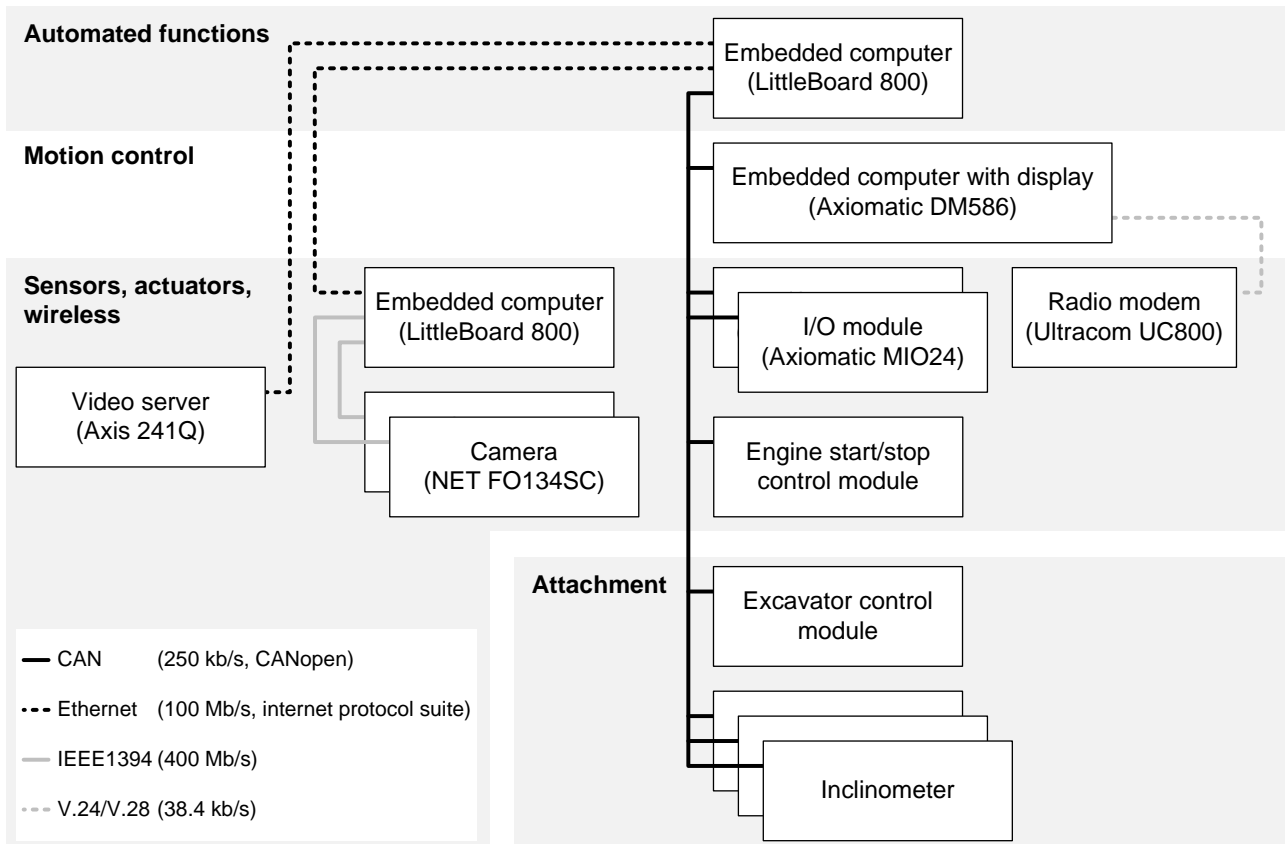 Automated functions
Embedded computer
(LittleBoard 800)
Motion control
Embedded computer with display
(Axiomatic DM586)
Sensors, actuators,
wireless
Embedded computer
(LittleBoard 800)
I/O module
(Axiomatic MIO24)
Radio modem
(Ultracom UC800)
Video server
(Axis 241Q)
Camera
(NET FO134SC)
Engine start/stop
control module
Attachment
Excavator control
module
Inclinometer
CAN (250 kb/s, CANopen)
Ethernet (100 Mb/s, internet protocol suite)
IEEE1394 (400 Mb/s)
V.24/V.28 (38.4 kb/s)